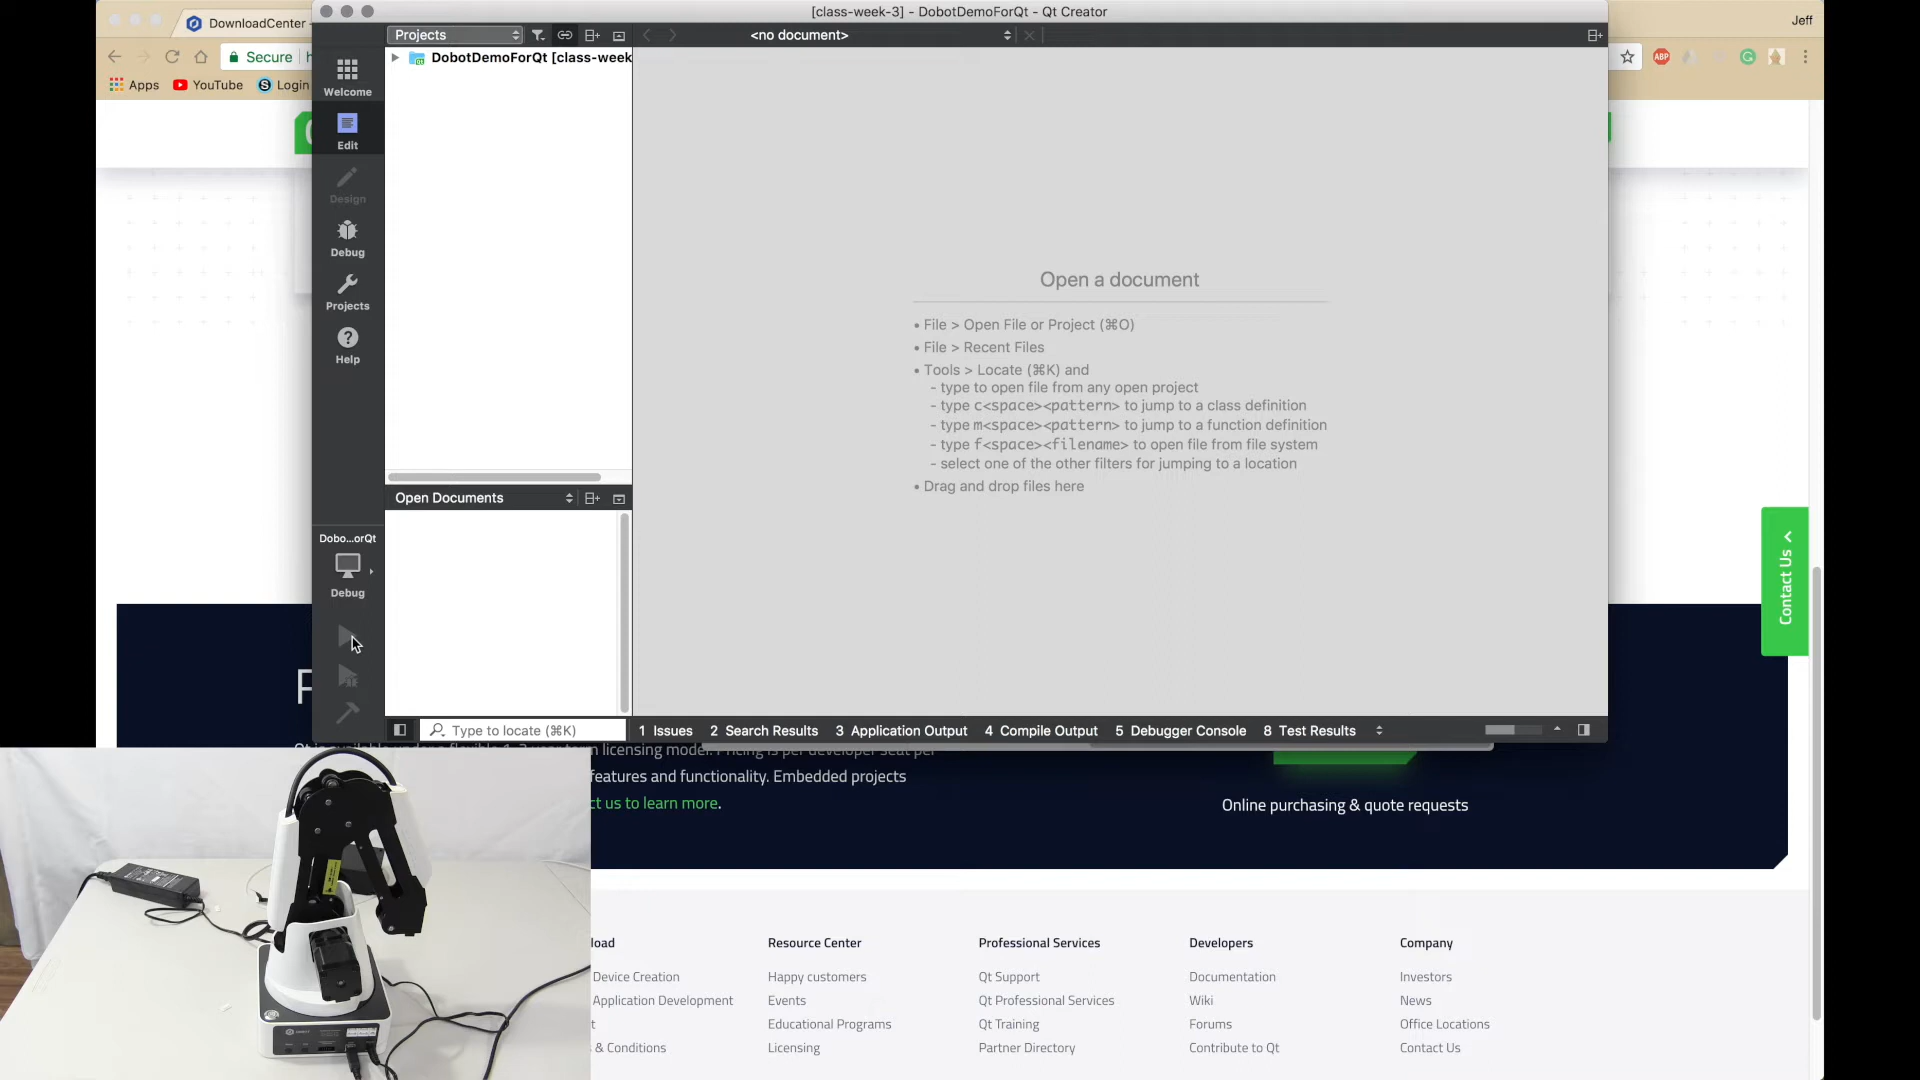 DownloadCenter
[class-week-3] - DobotDemoForQt - Qt Creator
Jeff
Secure
Apps
YouTube
Login
ABP
Projects
<no document>
DobotDemoForQt [class-week
Welcome
Edit
Design
Debug
Projects
Help
Open a document
• File > Open File or Project (⌘O)
• File > Recent Files
• Tools > Locate (⌘K) and
- type to open file from any open project
- type c<space><pattern> to jump to a class definition
- type m<space><pattern> to jump to a function definition
- type f<space><filename> to open file from file system
- select one of the other filters for jumping to a location
• Drag and drop files here
Open Documents
Dobo...orQt
Debug
Type to locate (⌘K)
1 Issues 2 Search Results 3 Application Output 4 Compile Output 5 Debugger Console 8 Test Results
Contact Us
licensing model. Pricing is per developer seat per
features and functionality. Embedded projects
ct us to learn more.
Online purchasing & quote requests
load
Device Creation
Application Development
t
& Conditions
Resource Center
Happy customers
Events
Educational Programs
Licensing
Professional Services
Qt Support
Qt Professional Services
Qt Training
Partner Directory
Developers
Documentation
Wiki
Forums
Contribute to Qt
Company
Investors
News
Office Locations
Contact Us